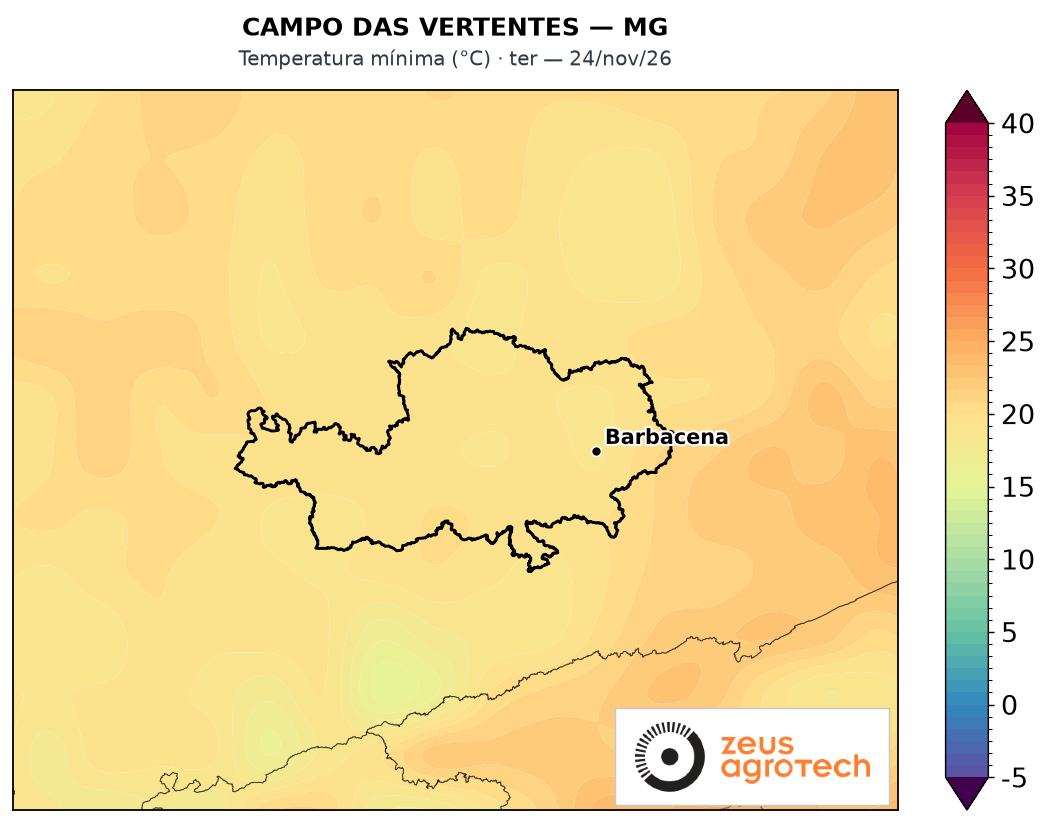 CAMPO DAS VERTENTES — MG
Temperatura mínima (°C) · ter — 24/nov/26
40
35
30
25
20
15
10
5
0
-5
Barbacena
zeus
agrotech